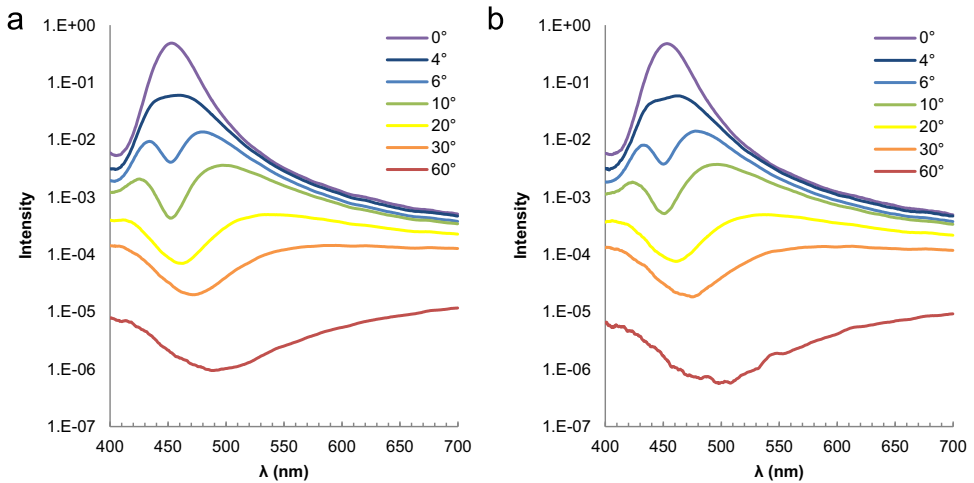 a
1.E+00
1.E-01
1.E-02
1.E-03
1.E-04
1.E-05
1.E-06
1.E-07
Intensity
400 450 500 550 600 650 700
λ (nm)
0°
4°
6°
10°
20°
30°
60°
b
1.E+00
1.E-01
1.E-02
1.E-03
1.E-04
1.E-05
1.E-06
1.E-07
Intensity
400 450 500 550 600 650 700
λ (nm)
0°
4°
6°
10°
20°
30°
60°